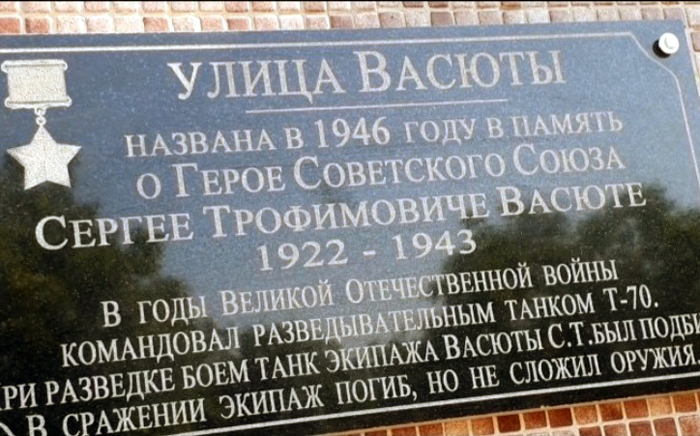 УЛИЦА ВАСЮТЫ
НАЗВАНА В 1946 ГОДУ В ПАМЯТЬ
О ГЕРОЕ СОВЕТСКОГО СОЮЗА
СЕРГЕЕ ТРОФИМОВИЧЕ ВАСЮТЕ
1922 - 1943
В ГОДЫ ВЕЛИКОЙ ОТЕЧЕСТВЕННОЙ ВОЙНЫ
КОМАНДОВАЛ РАЗВЕДЫВАТЕЛЬНЫМ ТАНКОМ Т-70.
РАЗВЕДКЕ БОЕМ ТАНК ЭКИПАЖА ВАСЮТЫ С.Т.БЫЛ
В СРАЖЕНИИ ЭКИПАЖ ПОГИБ, НО НЕ СЛОЖИЛ ОРУЖИЯ